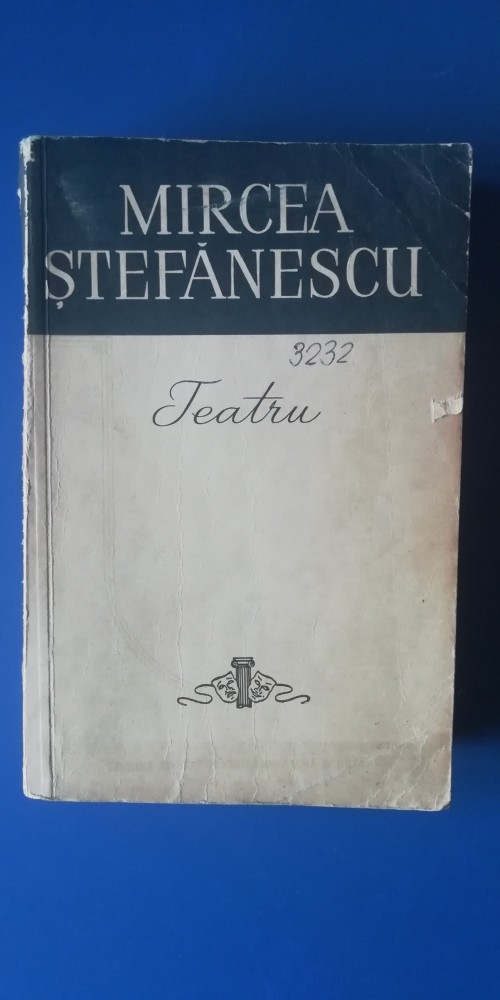 MIRCEA
ȘTEFĂNESCU
3232
Teatru